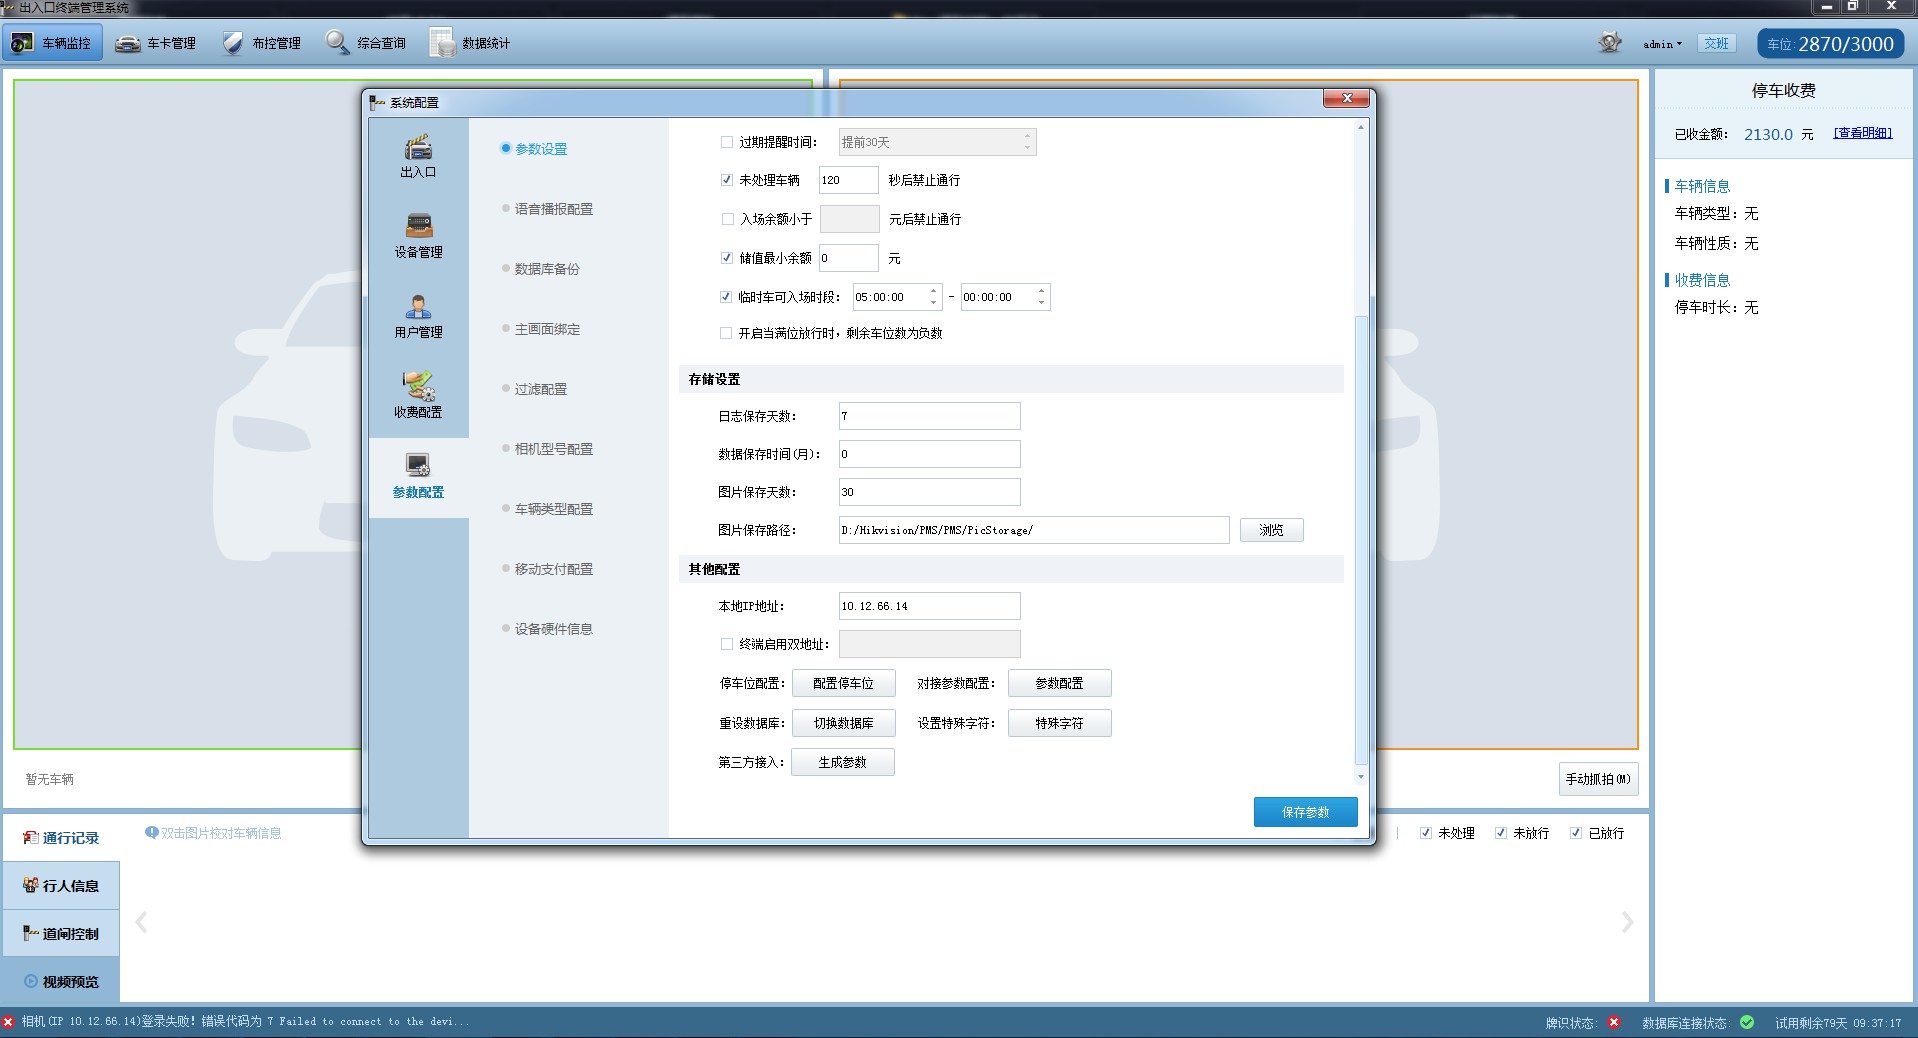 出入口终端管理系统
车辆监控
车卡管理
布控管理
综合查询
数据统计
admin
交班
车位:2870/3000
系统配置
出入口
设备管理
用户管理
收费配置
参数配置
参数设置
语音播报配置
数据库备份
主画面绑定
过滤配置
相机型号配置
车辆类型配置
移动支付配置
设备硬件信息
过期提醒时间: 提前30天
未处理车辆 120 秒后禁止通行
入场余额小于 元后禁止通行
储值最小余额 0 元
临时车可入场时段: 05:00:00 - 00:00:00
开启当满位放行时，剩余车位数为负数
存储设置
日志保存天数: 7
数据保存时间(月): 0
图片保存天数: 30
图片保存路径: D:/Hikvision/PMS/PMS/PicStorage/ 浏览
其他配置
本地IP地址: 10.12.66.14
终端启用双地址:
停车位配置: 配置停车位 对接参数配置: 参数配置
重设数据库: 切换数据库 设置特殊字符: 特殊字符
第三方接入: 生成参数
保存参数
停车收费
已收金额: 2130.0 元 [查看明细]
车辆信息
车辆类型: 无
车辆性质: 无
收费信息
停车时长: 无
暂无车辆
手动抓拍(M)
通行记录
行人信息
道闸控制
视频预览
双击图片核对车辆信息
未处理 未放行 已放行
相机(IP 10.12.66.14)登录失败! 错误代码为 7 Failed to connect to the devi...
牌识状态:
数据库连接状态:
试用剩余79天 09:37:17